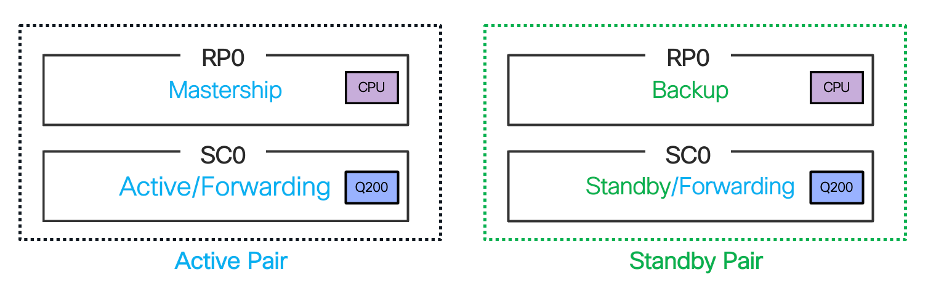 RP0
Mastership
CPU
SC0
Active/Forwarding
Q200
Active Pair
RP0
Backup
CPU
SC0
Standby/Forwarding
Q200
Standby Pair